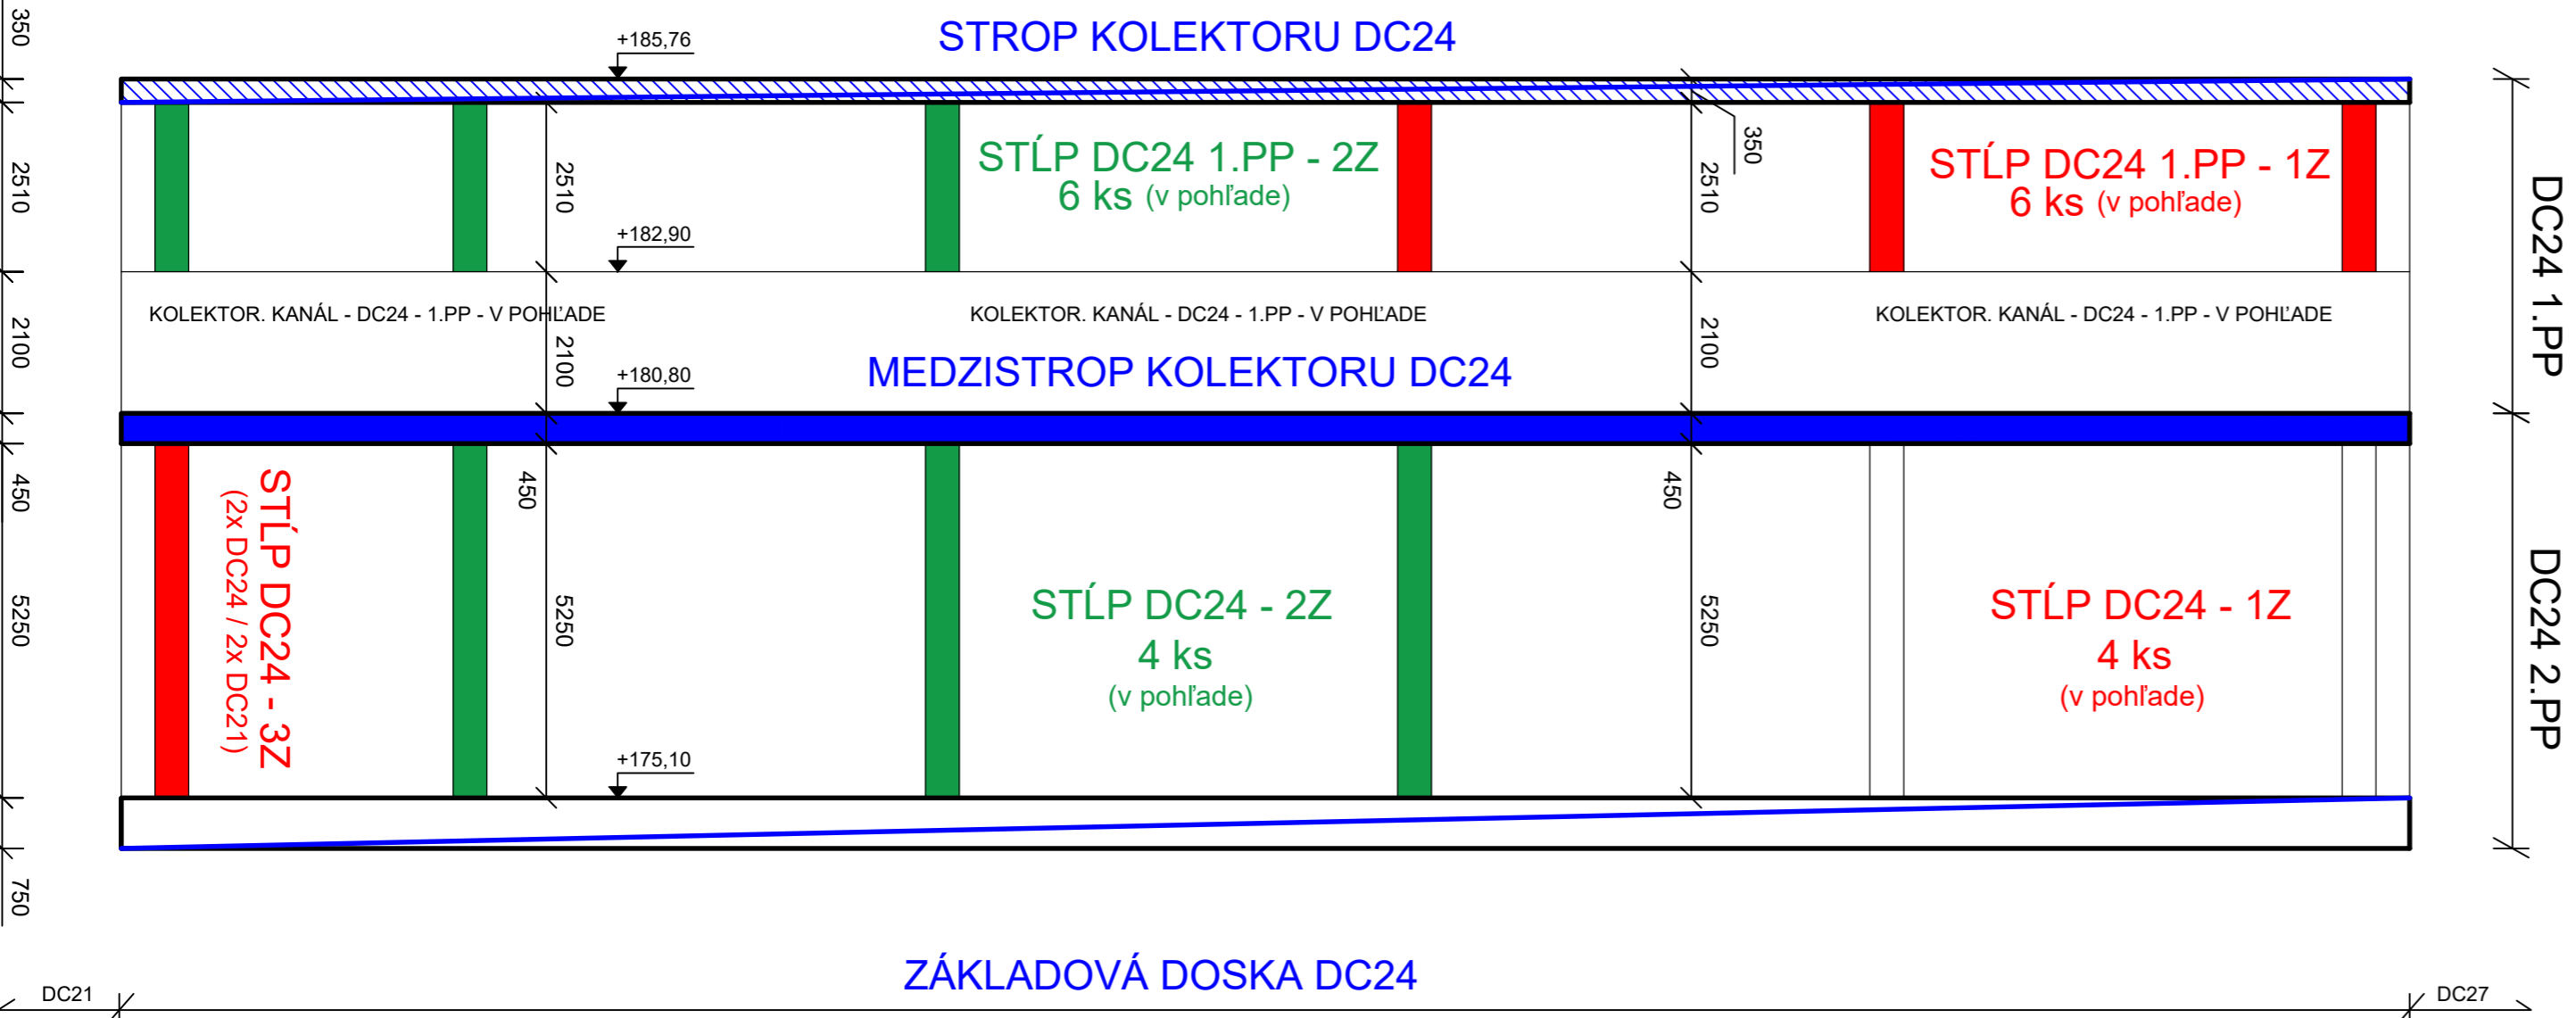 STROP KOLEKTORU DC24
+185,76
350
2510
2100
450
5250
750
2510
2100
450
5250
350
2510
2100
450
5250
STĹP DC24 1.PP - 2Z
6 ks (v pohľade)
STĹP DC24 1.PP - 1Z
6 ks (v pohľade)
+182,90
KOLEKTOR. KANÁL - DC24 - 1.PP - V POHĽADE
KOLEKTOR. KANÁL - DC24 - 1.PP - V POHĽADE
KOLEKTOR. KANÁL - DC24 - 1.PP - V POHĽADE
MEDZISTROP KOLEKTORU DC24
+180,80
STĹP DC24 - 3Z
(2x DC24 / 2x DC21)
STĹP DC24 - 2Z
4 ks
(v pohľade)
STĹP DC24 - 1Z
4 ks
(v pohľade)
+175,10
DC24 1.PP
DC24 2.PP
ZÁKLADOVÁ DOSKA DC24
DC21
DC27